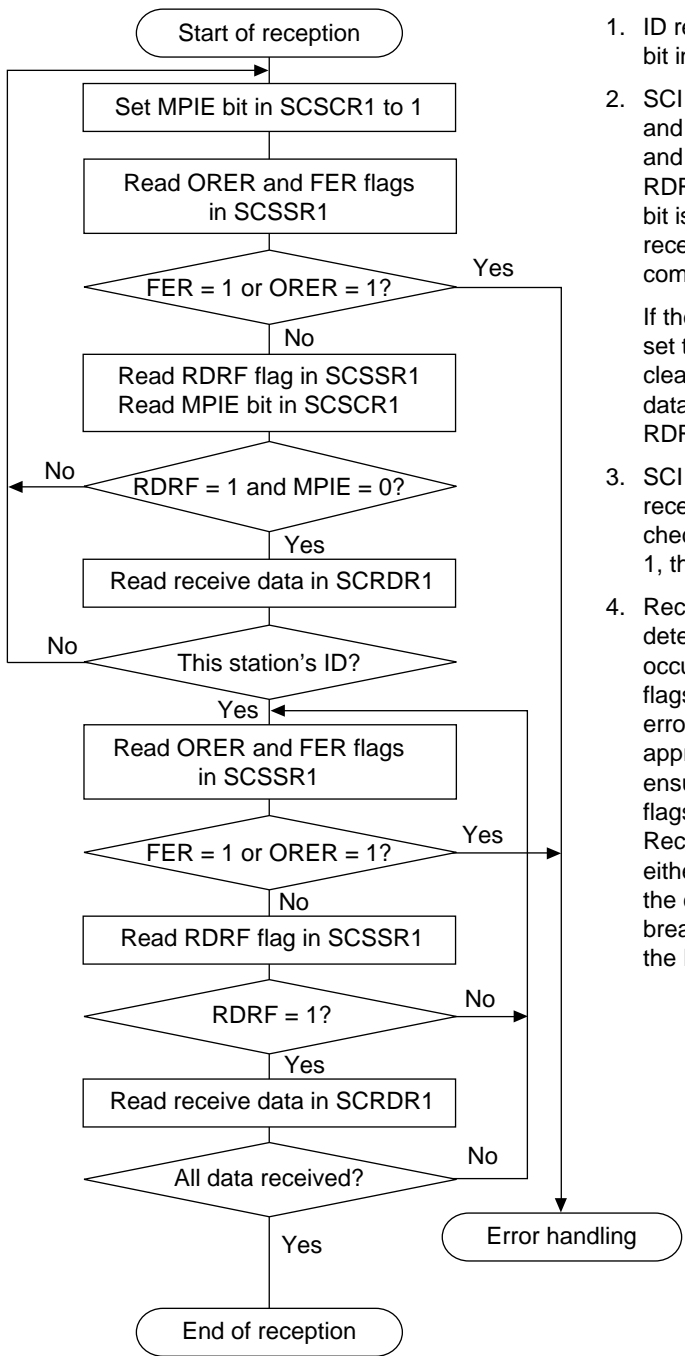 Start of reception
Set MPIE bit in SCSCR1 to 1
Read ORER and FER flags
in SCSSR1
FER = 1 or ORER = 1?
Yes
No
Read RDRF flag in SCSSR1
Read MPIE bit in SCSCR1
No
RDRF = 1 and MPIE = 0?
Yes
Read receive data in SCRDR1
No
This station's ID?
Yes
Read ORER and FER flags
in SCSSR1
FER = 1 or ORER = 1?
Yes
No
Read RDRF flag in SCSSR1
RDRF = 1?
No
Yes
Read receive data in SCRDR1
All data received?
No
Yes
Error handling
End of reception
1. ID re
bit in
2. SCI
and
and
bit is
rece
com
If the
set t
clea
data
3. SCI
rece
chec
1, th
4. Rec
dete
occu
flags
erro
appr
ensu
flags
Rec
eithe
the
brea
the